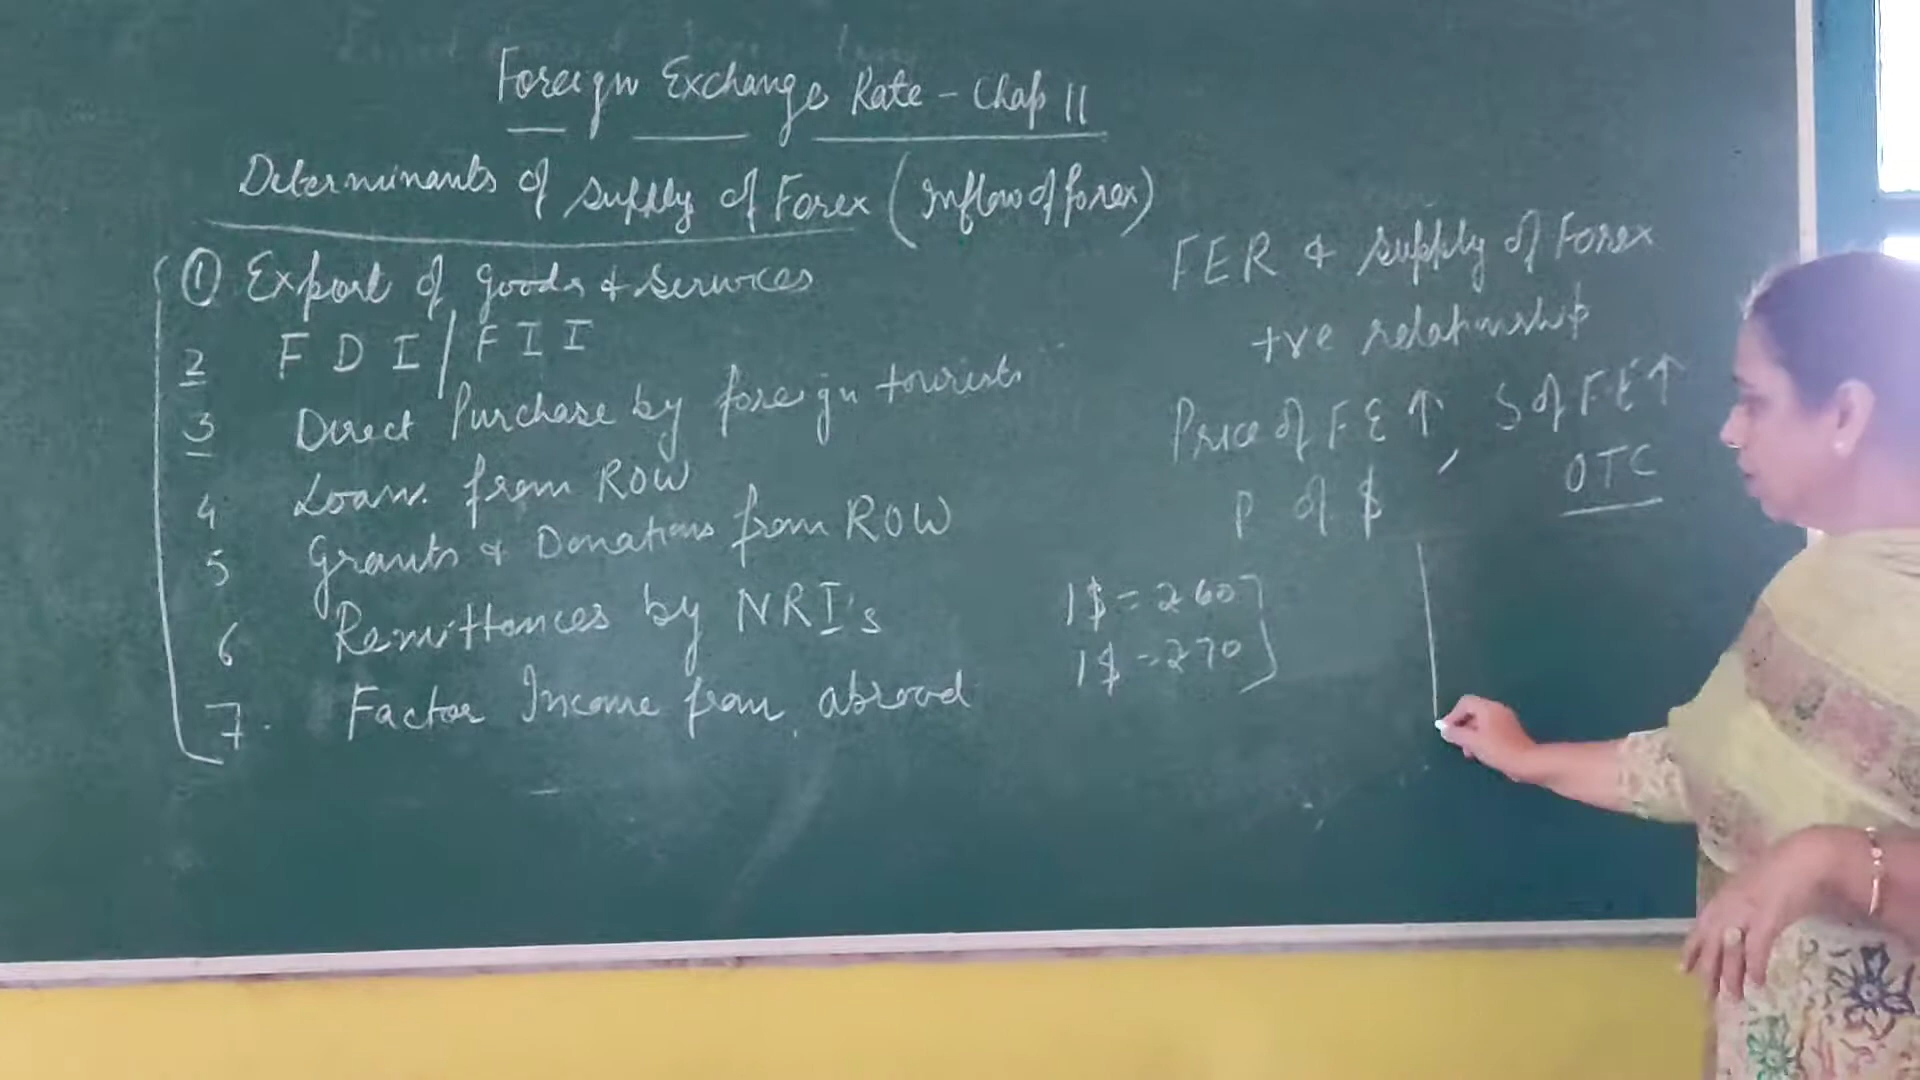 Foreign Exchange Rate - Chap 11
Determinants of supply of Forex (Inflow of forex)
① Export of goods & services
2 FDI/FII
3 Direct Purchase by foreign tourists
4 Loans from ROW
5 Grants & Donations from ROW
6 Remittances by NRI's
7. Factor Income from abroad
FER & supply of Forex
+ve relationship
Price of FE ↑, S of FE ↑
P of $
OTC
1$ = 260
1$ = 270